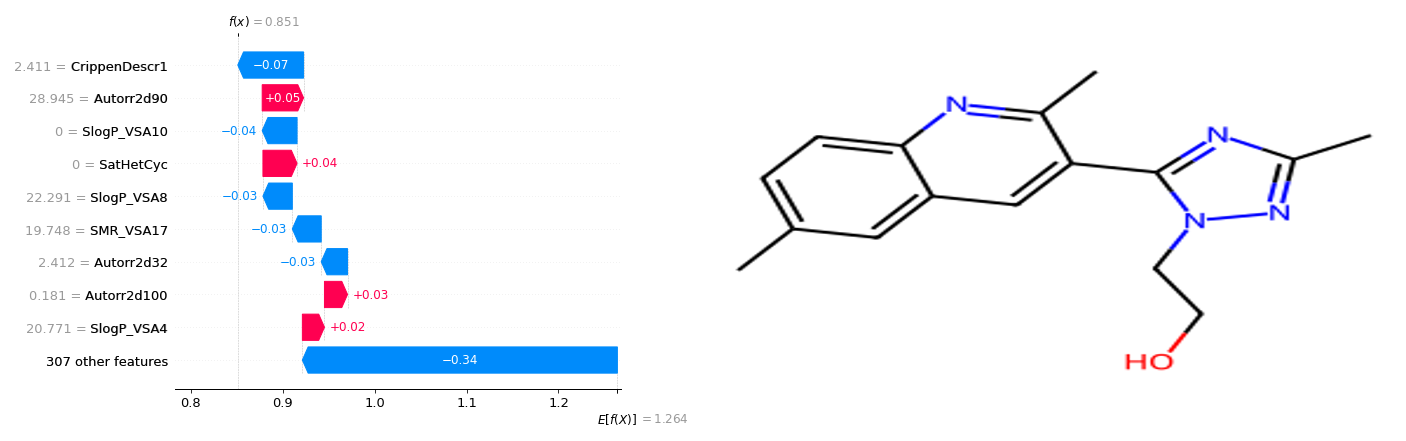 f(x) = 0.851
2.411 = CrippenDescr1
−0.07
28.945 = Autorr2d90
+0.05
0 = SlogP_VSA10
−0.04
0 = SatHetCyc
+0.04
22.291 = SlogP_VSA8
−0.03
19.748 = SMR_VSA17
−0.03
2.412 = Autorr2d32
−0.03
0.181 = Autorr2d100
+0.03
20.771 = SlogP_VSA4
+0.02
307 other features
−0.34
0.8 0.9 1.0 1.1 1.2
E[f(X)] = 1.264
N
N
N
N
HO